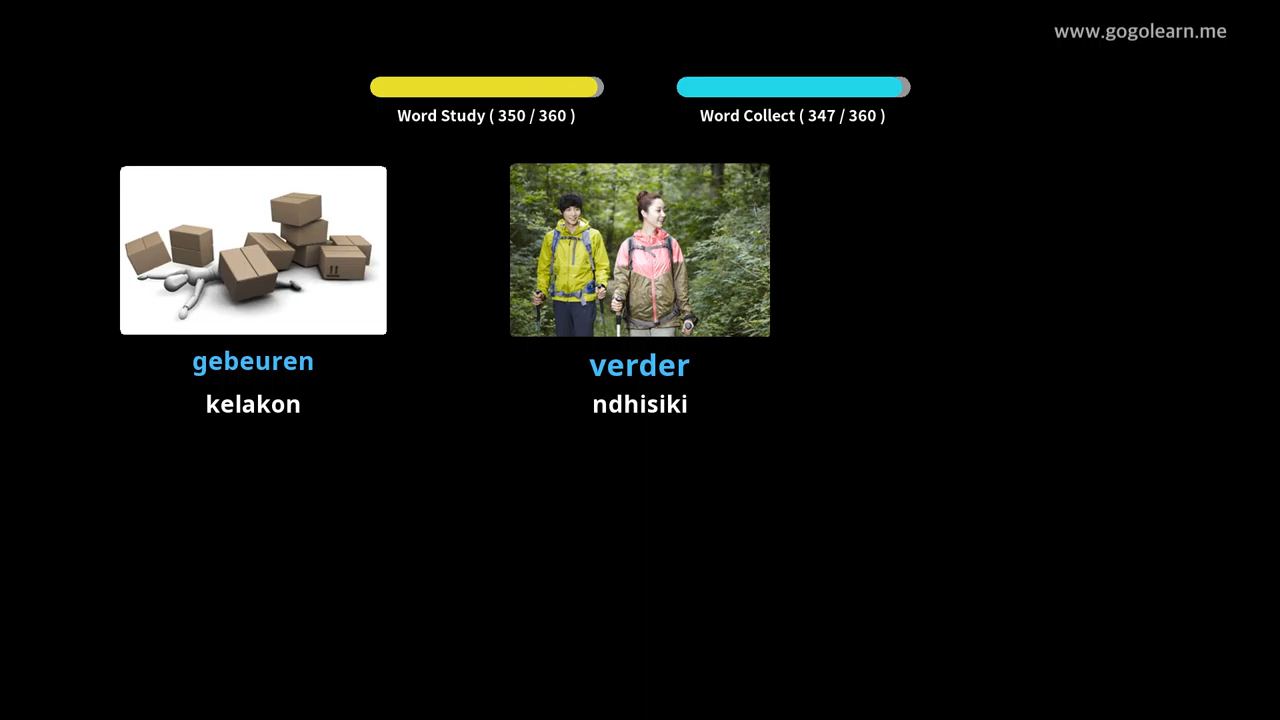 www.gogolearn.me
Word Study ( 350 / 360 )
Word Collect ( 347 / 360 )
gebeuren
kelakon
verder
ndhisiki